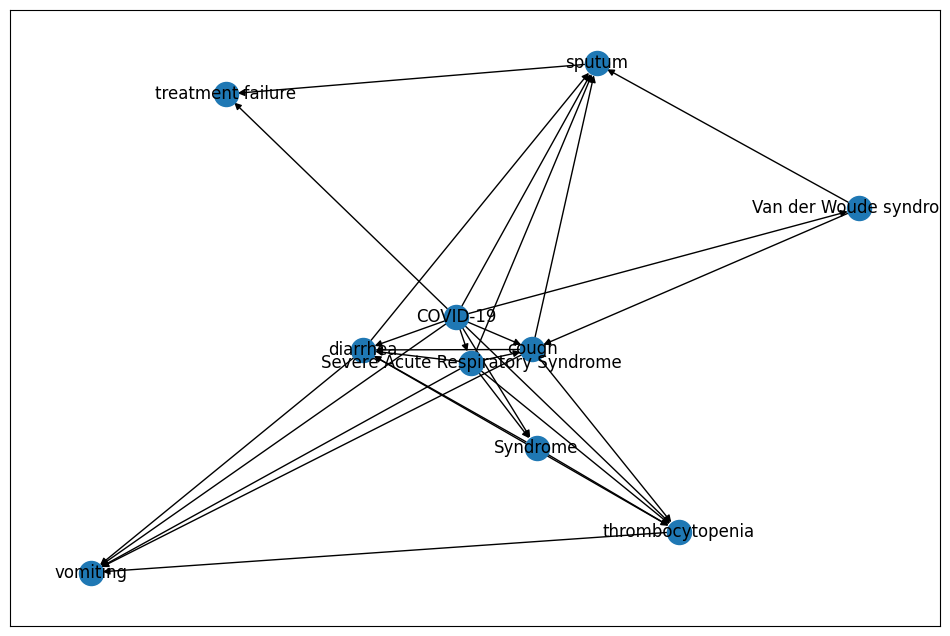 sputum
treatment failure
Van der Woude syndro
COVID-19
diarrhea
cough
Severe Acute Respiratory Syndrome
Syndrome
thrombocytopenia
vomiting